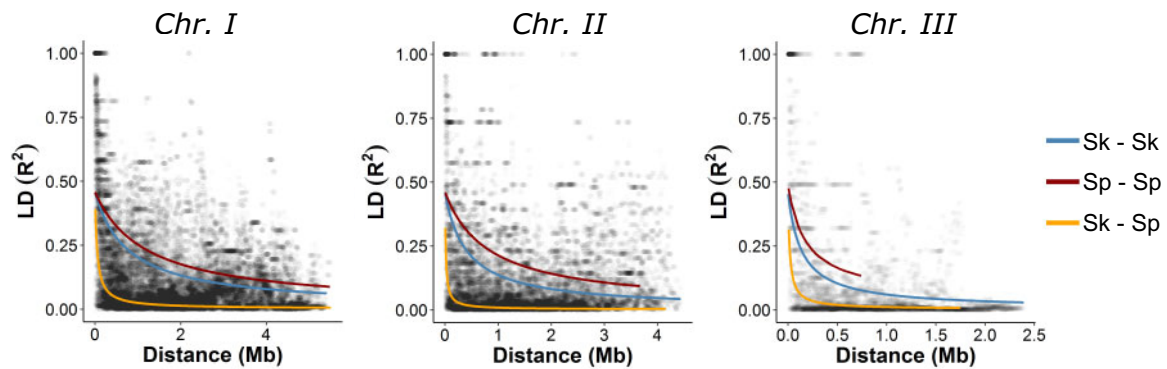 Chr. I
Chr. II
Chr. III
LD (R²)
1.00
0.75
0.50
0.25
0.00
0
2
4
Distance (Mb)
LD (R²)
1.00
0.75
0.50
0.25
0.00
0
1
2
3
4
Distance (Mb)
LD (R²)
1.00
0.75
0.50
0.25
0.00
0.0
0.5
1.0
1.5
2.0
2.5
Distance (Mb)
Sk - Sk
Sp - Sp
Sk - Sp